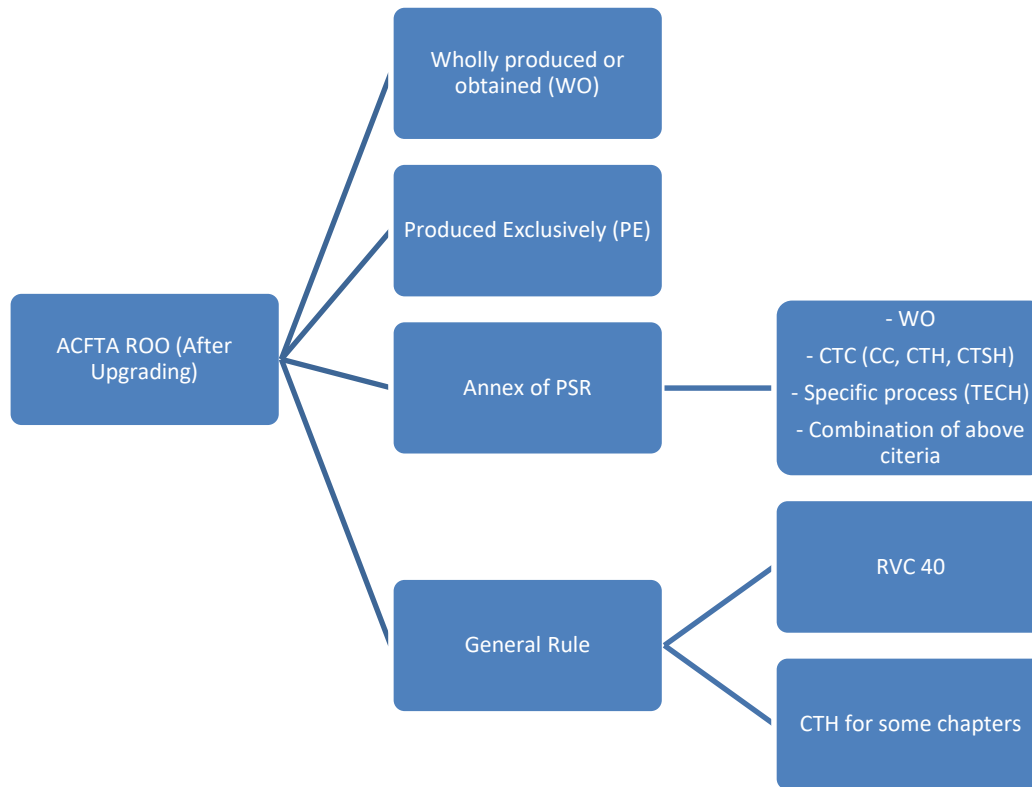 Wholly produced or
obtained (WO)
Produced Exclusively (PE)
ACFTA ROO (After
Upgrading)
Annex of PSR
- WO
- CTC (CC, CTH, CTSH)
- Specific process (TECH)
- Combination of above
citeria
General Rule
RVC 40
CTH for some chapters